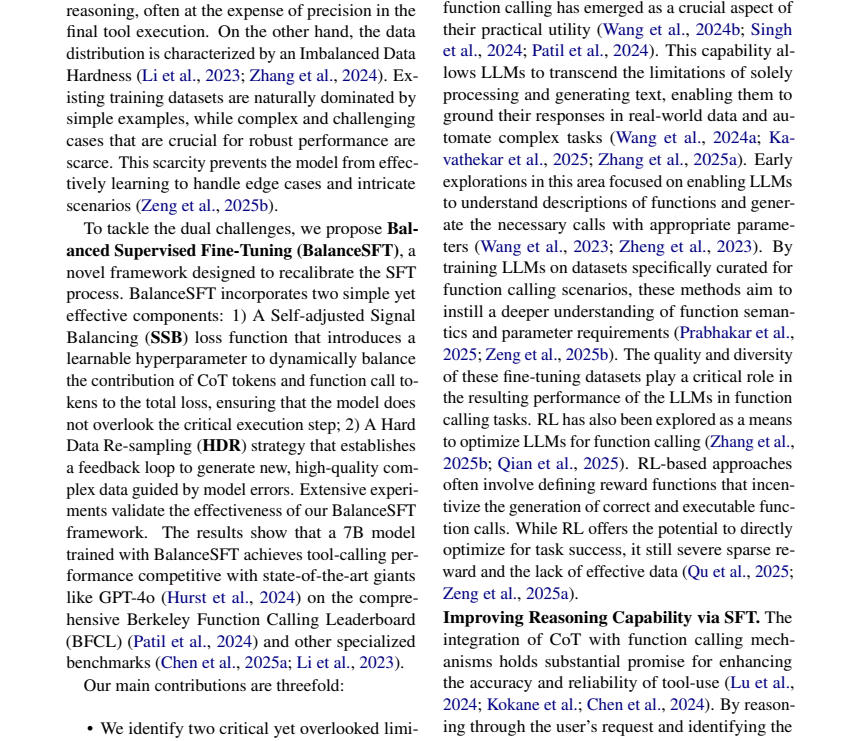 reasoning, often at the expense of precision in the
final tool execution. On the other hand, the data
distribution is characterized by an Imbalanced Data
Hardness (Li et al., 2023; Zhang et al., 2024). Ex-
isting training datasets are naturally dominated by
simple examples, while complex and challenging
cases that are crucial for robust performance are
scarce. This scarcity prevents the model from effec-
tively learning to handle edge cases and intricate
scenarios (Zeng et al., 2025b).
To tackle the dual challenges, we propose Bal-
anced Supervised Fine-Tuning (BalanceSFT), a
novel framework designed to recalibrate the SFT
process. BalanceSFT incorporates two simple yet
effective components: 1) A Self-adjusted Signal
Balancing (SSB) loss function that introduces a
learnable hyperparameter to dynamically balance
the contribution of CoT tokens and function call to-
kens to the total loss, ensuring that the model does
not overlook the critical execution step; 2) A Hard
Data Re-sampling (HDR) strategy that establishes
a feedback loop to generate new, high-quality com-
plex data guided by model errors. Extensive experi-
ments validate the effectiveness of our BalanceSFT
framework. The results show that a 7B model
trained with BalanceSFT achieves tool-calling per-
formance competitive with state-of-the-art giants
like GPT-4o (Hurst et al., 2024) on the compre-
hensive Berkeley Function Calling Leaderboard
(BFCL) (Patil et al., 2024) and other specialized
benchmarks (Chen et al., 2025a; Li et al., 2023).
Our main contributions are threefold:
• We identify two critical yet overlooked limi-
function calling has emerged as a crucial aspect of
their practical utility (Wang et al., 2024b; Singh
et al., 2024; Patil et al., 2024). This capability al-
lows LLMs to transcend the limitations of solely
processing and generating text, enabling them to
ground their responses in real-world data and au-
tomate complex tasks (Wang et al., 2024a; Ka-
vathekar et al., 2025; Zhang et al., 2025a). Early
explorations in this area focused on enabling LLMs
to understand descriptions of functions and gener-
ate the necessary calls with appropriate parame-
ters (Wang et al., 2023; Zheng et al., 2023). By
training LLMs on datasets specifically curated for
function calling scenarios, these methods aim to
instill a deeper understanding of function seman-
tics and parameter requirements (Prabhakar et al.,
2025; Zeng et al., 2025b). The quality and diversity
of these fine-tuning datasets play a critical role in
the resulting performance of the LLMs in function
calling tasks. RL has also been explored as a means
to optimize LLMs for function calling (Zhang et al.,
2025b; Qian et al., 2025). RL-based approaches
often involve defining reward functions that incen-
tivize the generation of correct and executable func-
tion calls. While RL offers the potential to directly
optimize for task success, it still severe sparse re-
ward and the lack of effective data (Qu et al., 2025;
Zeng et al., 2025a).
Improving Reasoning Capability via SFT. The
integration of CoT with function calling mech-
anisms holds substantial promise for enhancing
the accuracy and reliability of tool-use (Lu et al.,
2024; Kokane et al.; Chen et al., 2024). By reason-
ing through the user's request and identifying the